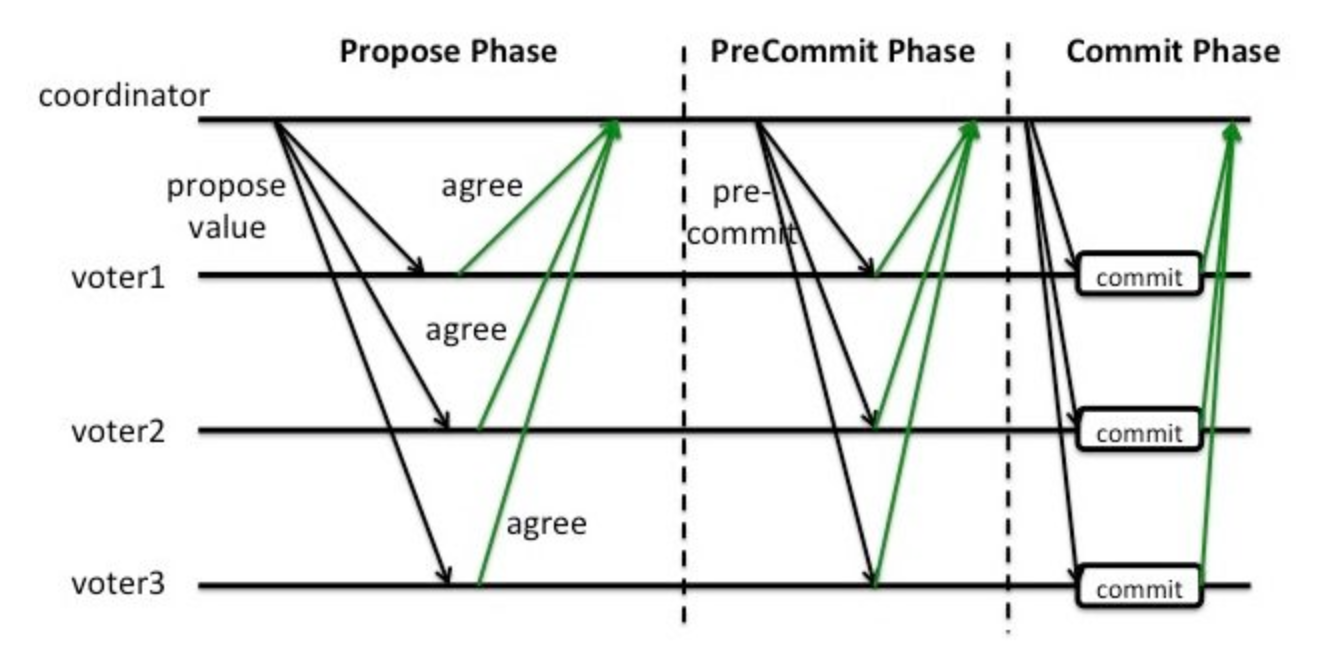 Propose Phase
PreCommit Phase
Commit Phase
coordinator
propose
value
agree
pre-
commit
voter1
commit
agree
voter2
commit
agree
voter3
commit